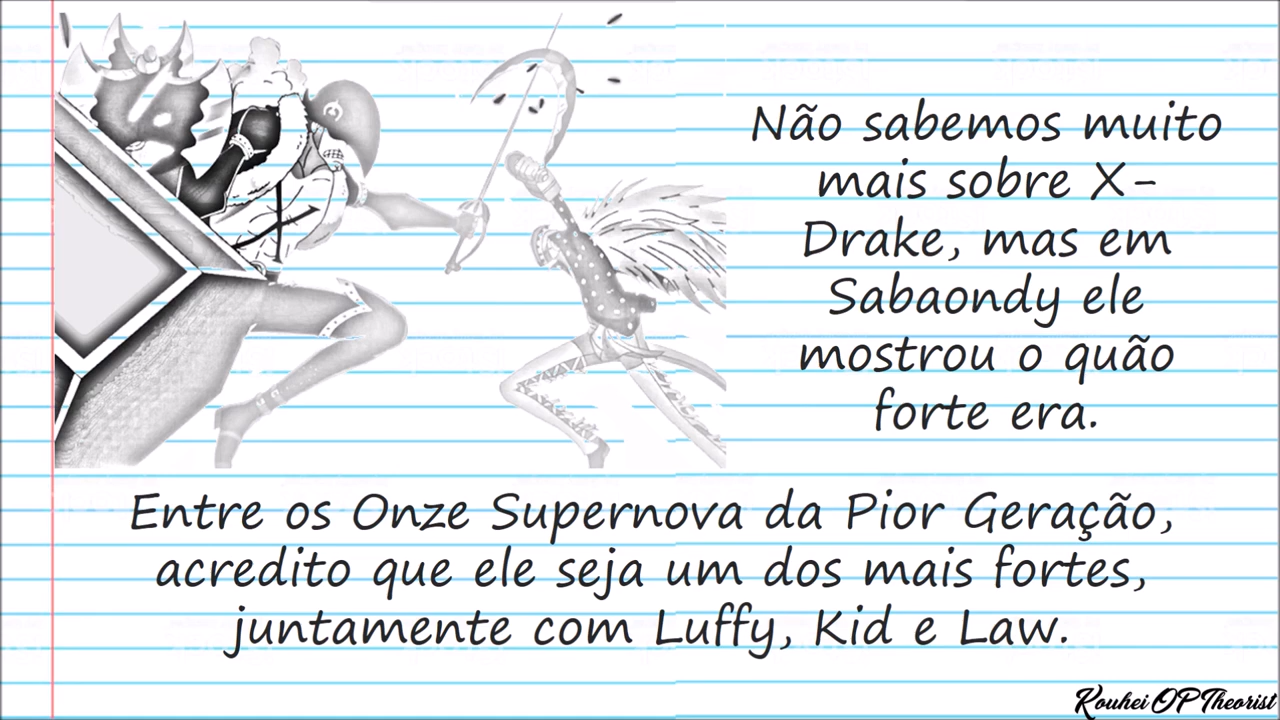 Não sabemos muito
mais sobre X-
Drake, mas em
Sabaondy ele
mostrou o quão
forte era.
Entre os Onze Supernova da Pior Geração,
acredito que ele seja um dos mais fortes,
juntamente com Luffy, Kid e Law.
Kouhei OP Theorist